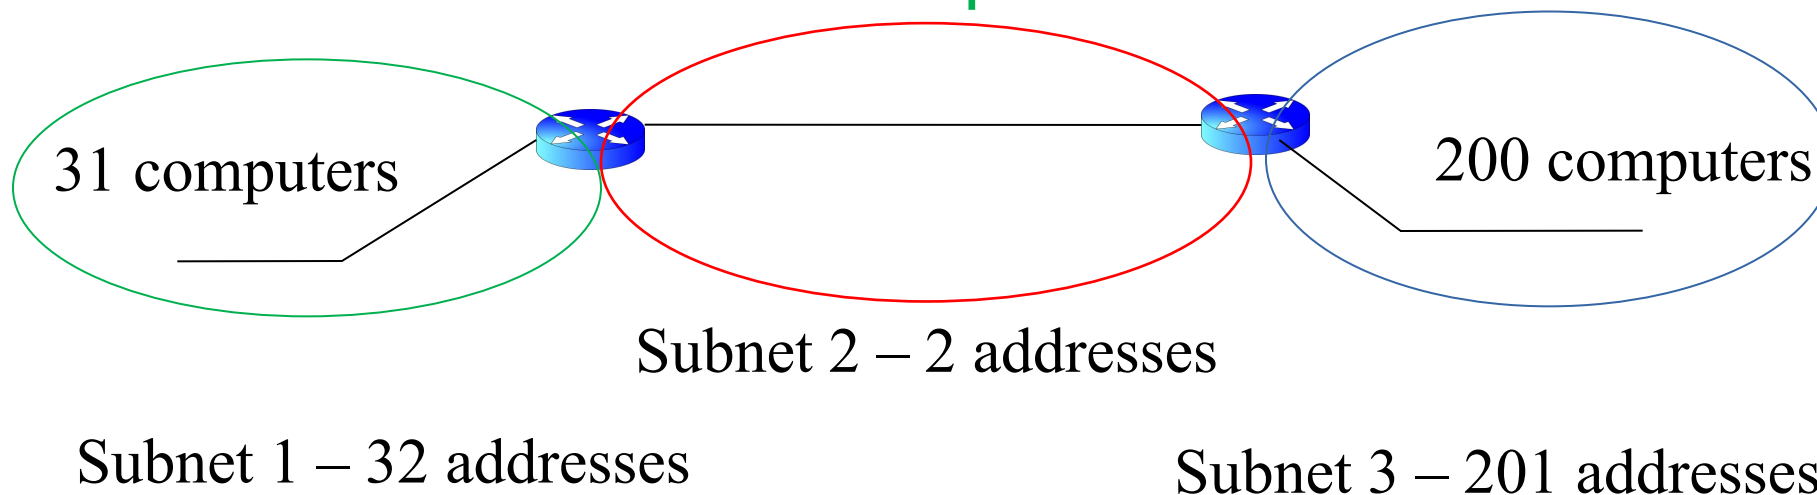 31 computers
200 computers
Subnet 2 – 2 addresses
Subnet 1 – 32 addresses
Subnet 3 – 201 addresses